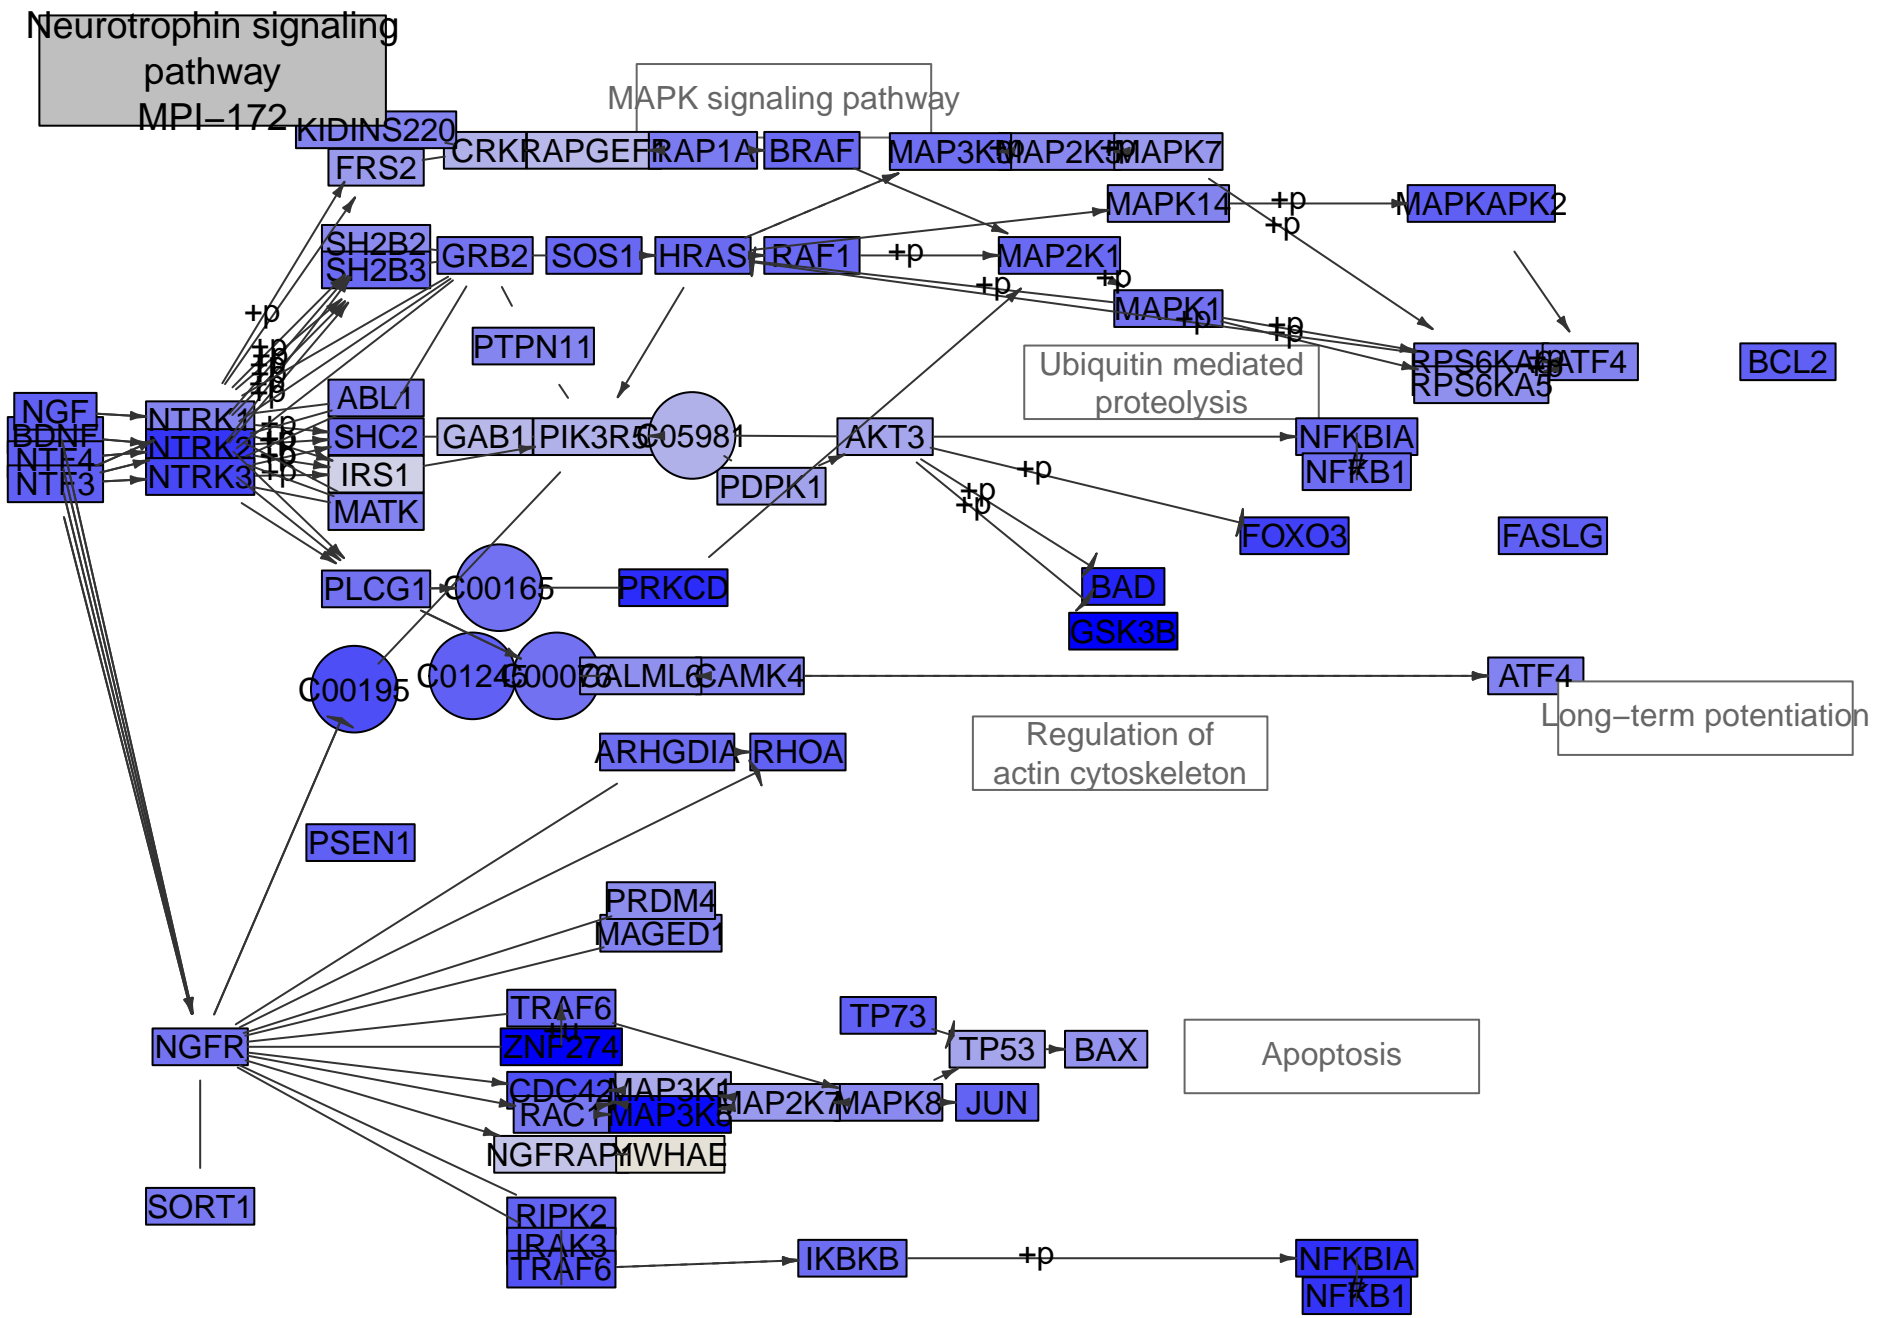 Neurotrophin signaling
pathway
MPI−172
MAPK signaling pathway
KIDINS220
FRS2
CRK
RAPGEF1
RAP1A
BRAF
MAP3K5
+p
MAP2K5
+p
MAPK7
MAPK14
+p
MAPKAPK2
+p
SH2B2
SH2B3
GRB2
SOS1
HRAS
RAF1
+p
MAP2K1
+p
+p
MAPK1
+p
+p
+p
PTPN11
Ubiquitin mediated
proteolysis
RPS6KA5
RPS6KA5
+p
+p
ATF4
BCL2
+p
+p
+p
+p
+p
+p
NGF
BDNF
NTF4
NTF3
NTRK1
NTRK2
NTRK3
+p
+p
+p
+p
ABL1
SHC2
IRS1
MATK
GAB1
PIK3R5
C05981
PDPK1
AKT3
+p
+p
+p
NFKBIA
NFKB1
FOXO3
FASLG
BAD
GSK3B
PLCG1
C00165
PRKCD
C00195
C01245
C00076
CALML6
CAMK4
ATF4
Long−term potentiation
ARHGDIA
RHOA
Regulation of
actin cytoskeleton
PSEN1
PRDM4
MAGED1
NGFR
TRAF6
+u
ZNF274
CDC42
RAC1
MAP3K1
MAP3K5
MAP2K7
MAPK8
JUN
TP73
TP53
BAX
Apoptosis
NGFRAP1
YWHAE
SORT1
RIPK2
IRAK3
TRAF6
IKBKB
+p
NFKBIA
NFKB1